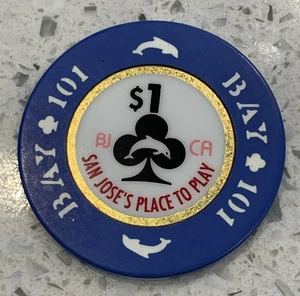 BAY 101
BAY 101
$1
BJ CA
SAN JOSE'S PLACE TO PLAY